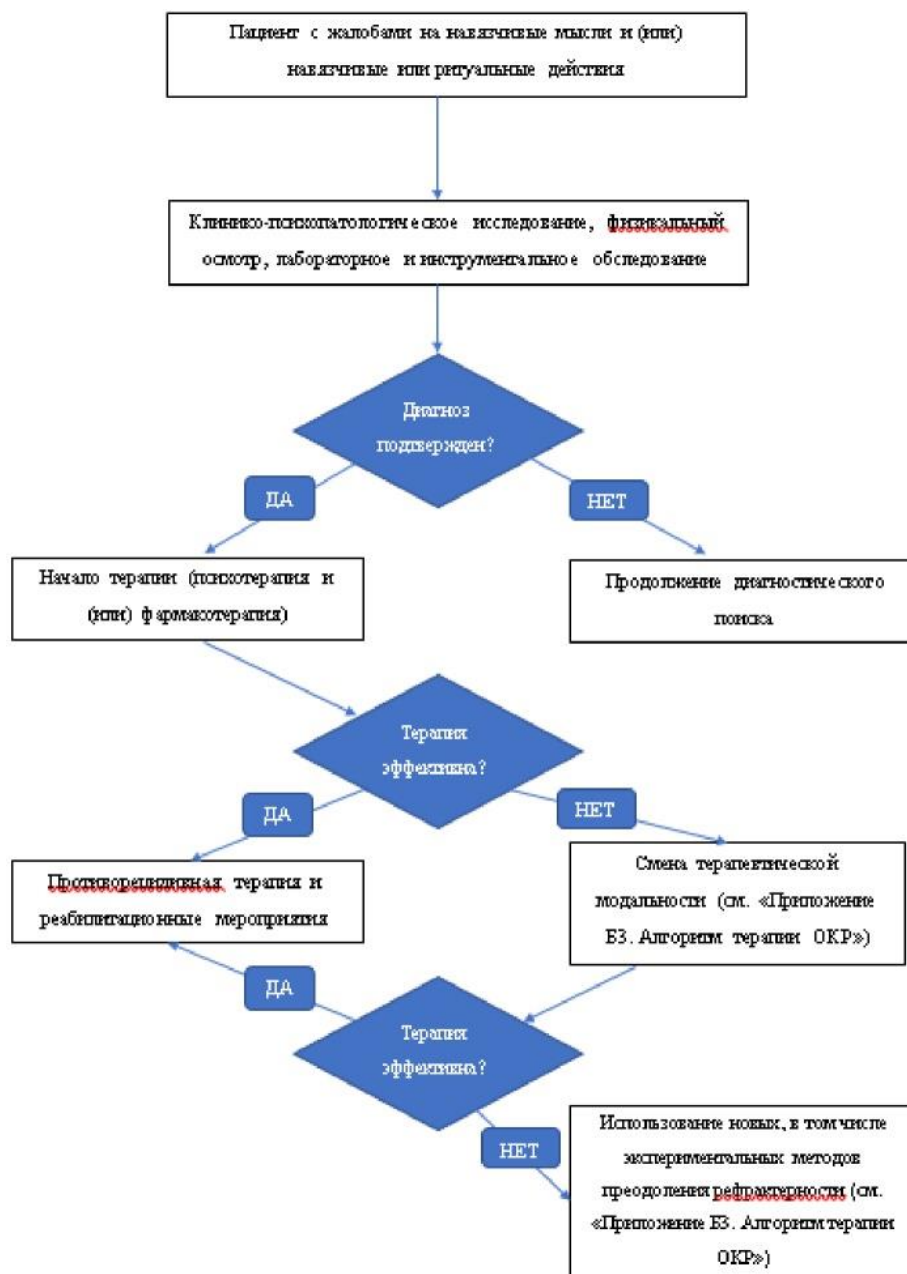 Пациент с жалобами на навязчивые мысли и (или)
навязчивые или ритуальные действия
Клинико-психопатологическое исследование, физикальный
осмотр, лабораторное и инструментальное обследование
Диагноз
подтвержден?
ДА
НЕТ
Начало терапии (психотерапия и
(или) фармакотерапия)
Продолжение диагностического
поиска
Терапия
эффективна?
ДА
НЕТ
Противорецидивная терапия и
реабилитационные мероприятия
Смена терапевтической
модальности (см. «Приложение
Б3. Алгоритм терапии ОКР»)
ДА
Терапия
эффективна?
НЕТ
Использование новых, в том числе
экспериментальных методов
преодоления рефрактерности (см.
«Приложение Б3. Алгоритм терапии
ОКР»)